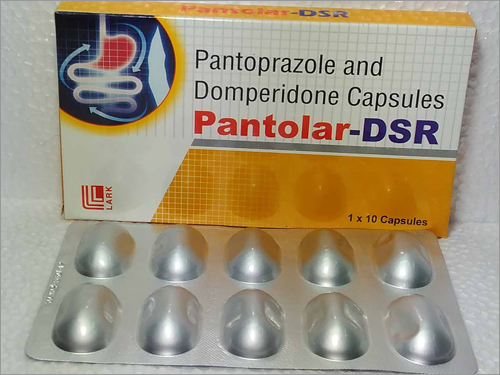 Pantolar-DSR
Pantoprazole and
Domperidone Capsules
Pantolar-DSR
LARK
1 x 10 Capsules